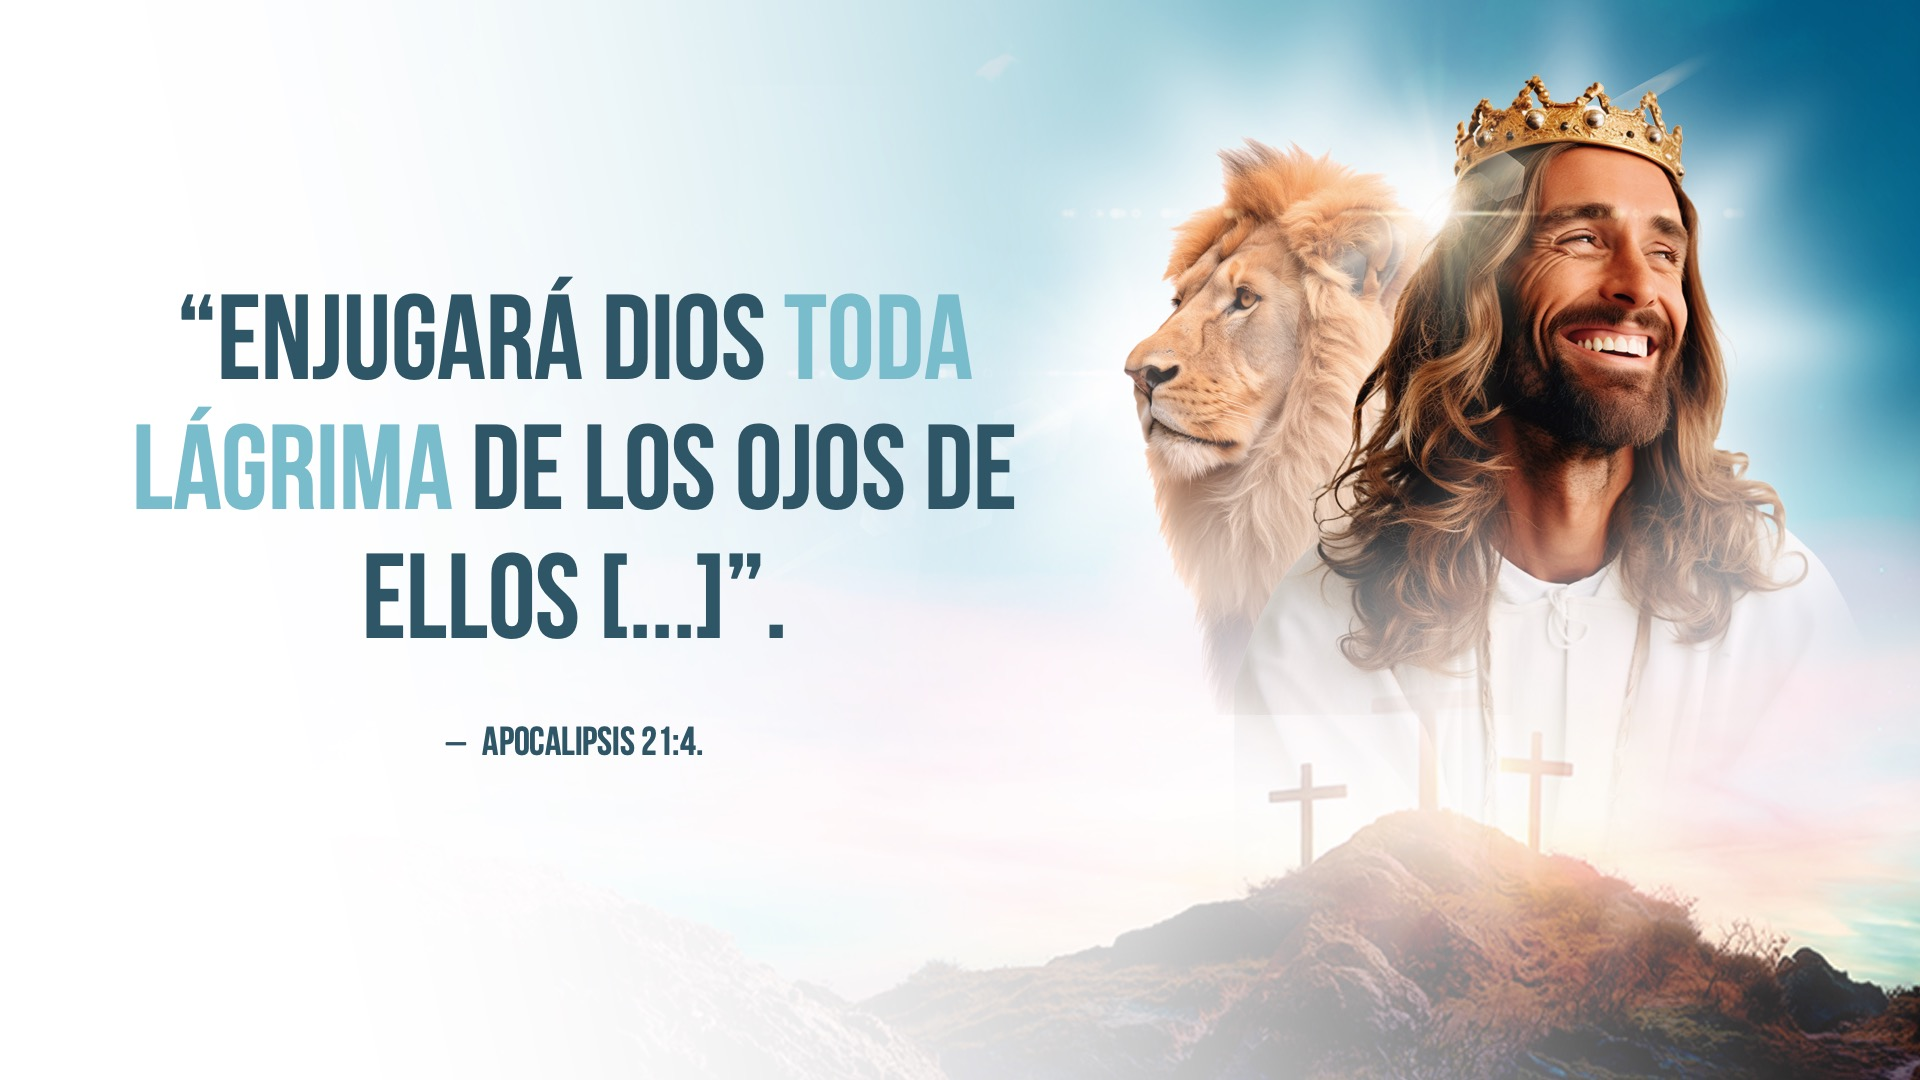 “ENJUGARÁ DIOS TODA
LÁGRIMA DE LOS OJOS DE
ELLOS [...]”.
– APOCALIPSIS 21:4.